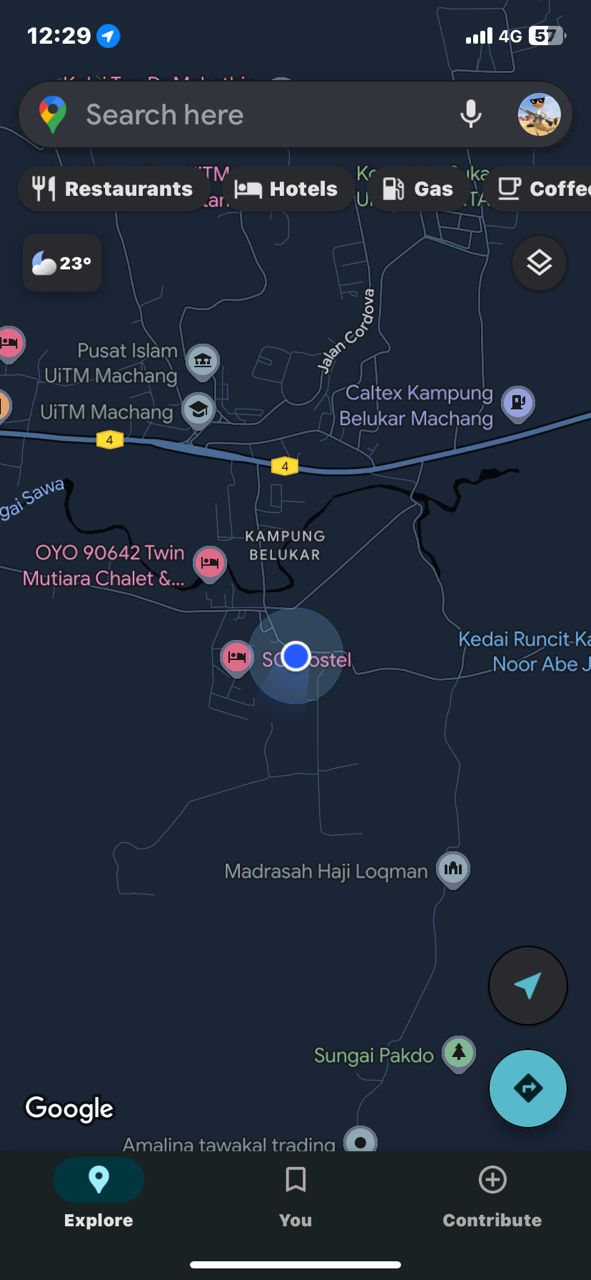 12:29
4G
57
Search here
Restaurants
Hotels
Gas
Coffee
23°
Jalan Cordova
Pusat Islam
UiTM Machang
UiTM Machang
Caltex Kampung
Belukar Machang
4
4
KAMPUNG
BELUKAR
OYO 90642 Twin
Mutiara Chalet &...
Kedai Runcit
Noor Abe
Madrasah Haji Loqman
Sungai Pakdo
Google
Amalina tawakal trading
Explore
You
Contribute